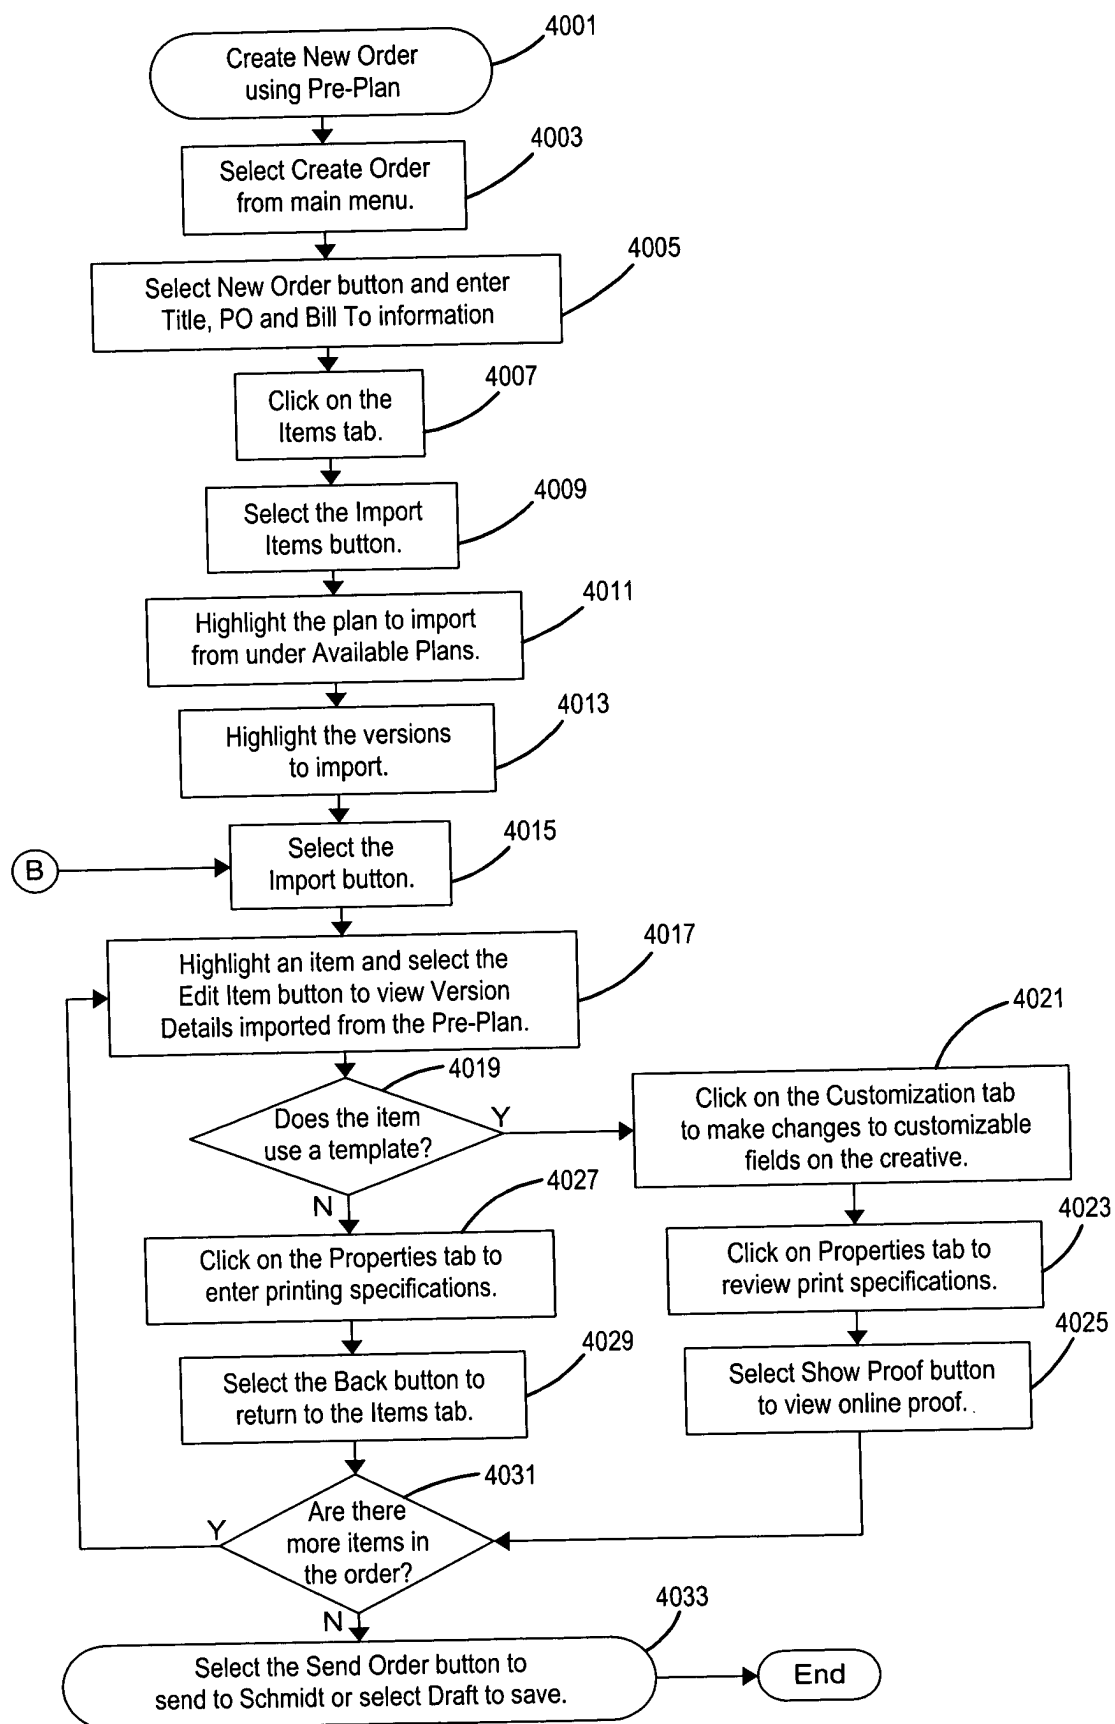 4001
Create New Order
using Pre-Plan
4003
Select Create Order
from main menu.
4005
Select New Order button and enter
Title, PO and Bill To information
4007
Click on the
Items tab.
4009
Select the Import
Items button.
4011
Highlight the plan to import
from under Available Plans.
4013
Highlight the versions
to import.
4015
Select the
Import button.
B
4017
Highlight an item and select the
Edit Item button to view Version
Details imported from the Pre-Plan.
4019
Does the item
use a template?
Y
N
4021
Click on the Customization tab
to make changes to customizable
fields on the creative.
4027
Click on the Properties tab to
enter printing specifications.
4023
Click on Properties tab to
review print specifications.
4029
Select the Back button to
return to the Items tab.
4025
Select Show Proof button
to view online proof.
4031
Are there
more items in
the order?
Y
N
4033
Select the Send Order button to
send to Schmidt or select Draft to save.
End